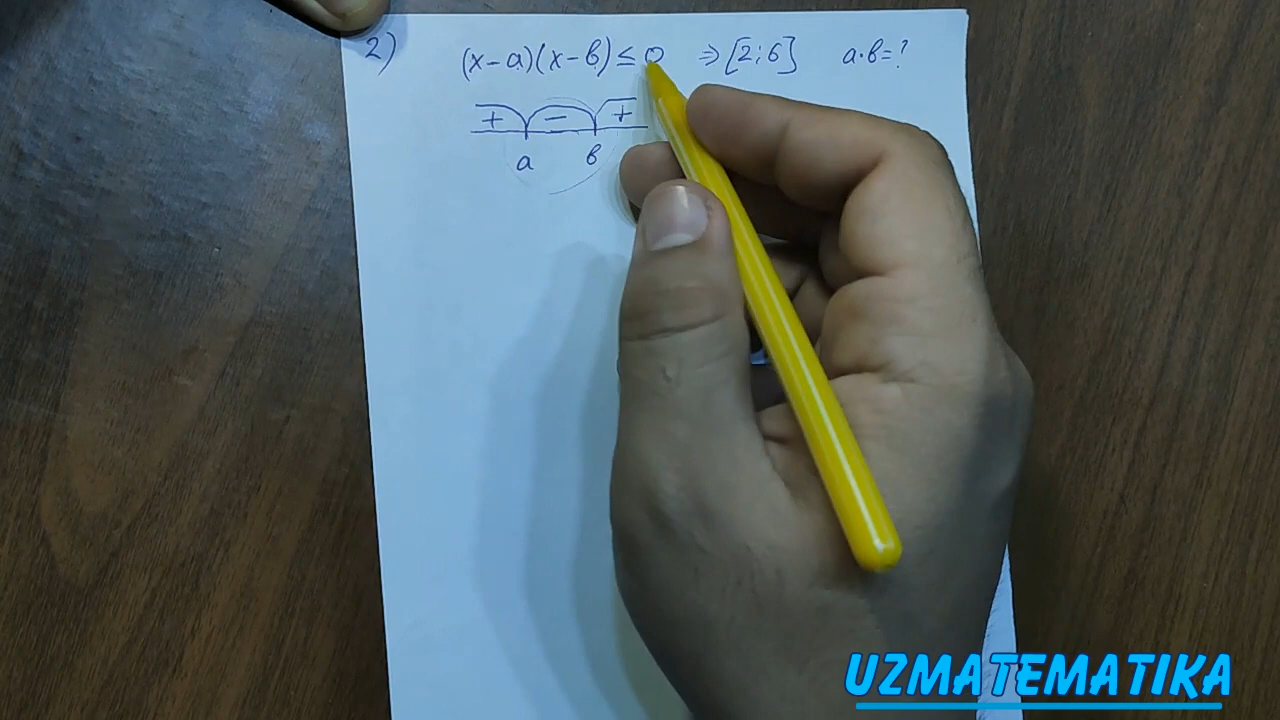 2) (x-a)(x-в)≤0 ⇒[2;6] a·в=?
+ - +
a в
UZMATEMATIKA